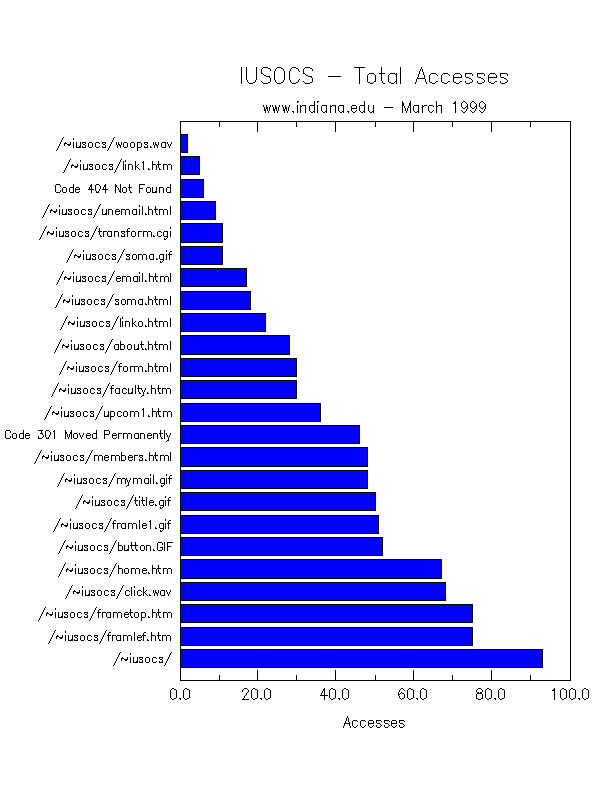 IUSOCS – Total Accesses
www.indiana.edu – March 1999
/~iusocs/woops.wav
/~iusocs/link1.htm
Code 404 Not Found
/~iusocs/unemail.html
/~iusocs/transform.cgi
/~iusocs/soma.gif
/~iusocs/email.html
/~iusocs/soma.html
/~iusocs/linko.html
/~iusocs/about.html
/~iusocs/form.html
/~iusocs/faculty.htm
/~iusocs/upcom1.htm
Code 301 Moved Permanently
/~iusocs/members.html
/~iusocs/mymail.gif
/~iusocs/title.gif
/~iusocs/framle1.gif
/~iusocs/button.GIF
/~iusocs/home.htm
/~iusocs/click.wav
/~iusocs/frametop.htm
/~iusocs/framlef.htm
/~iusocs/
0.0 20.0 40.0 60.0 80.0 100.0
Accesses